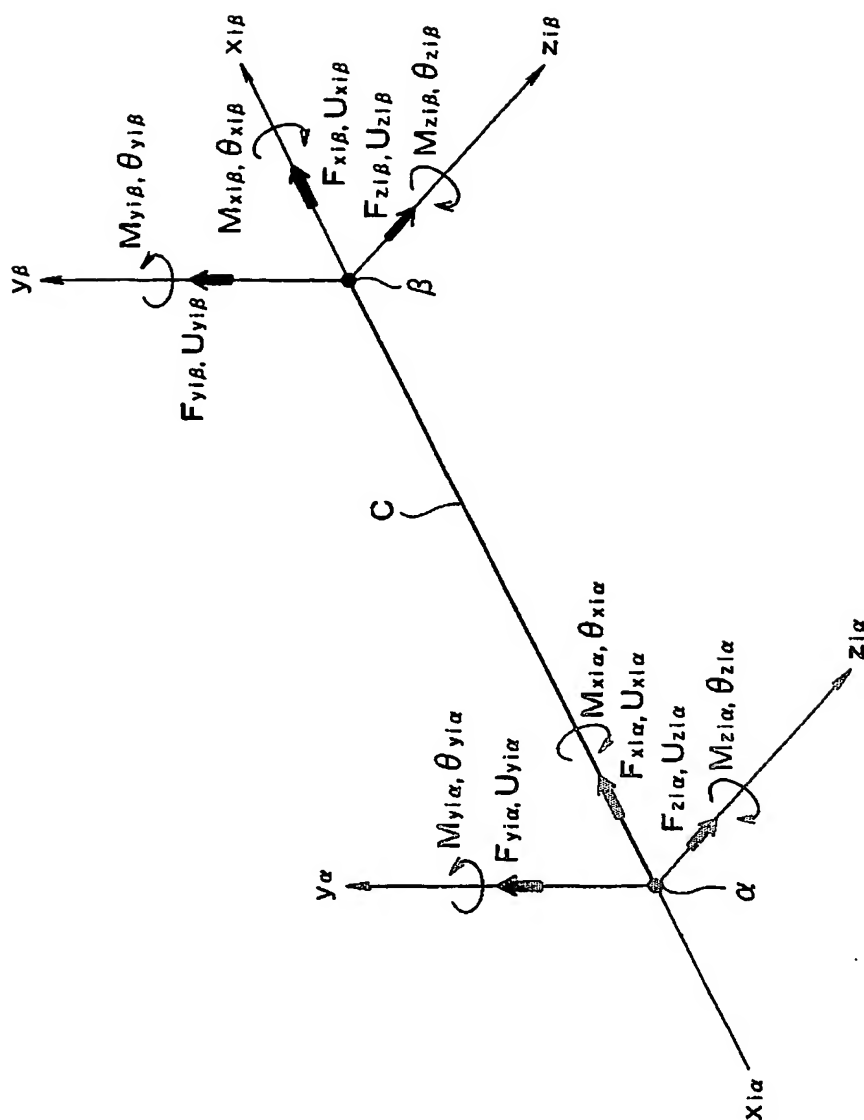 yβ
Myiβ, θyiβ
Fyiβ, Uyiβ
xiβ
Mxiβ, θxiβ
Fxiβ, Uxiβ
Fziβ, Uziβ
Mziβ, θziβ
ziβ
β
C
yα
Myiα, θyiα
Fyiα, Uyiα
Mxiα, θxiα
Fxiα, Uxiα
Fziα, Uziα
Mziα, θziα
ziα
α
xiα